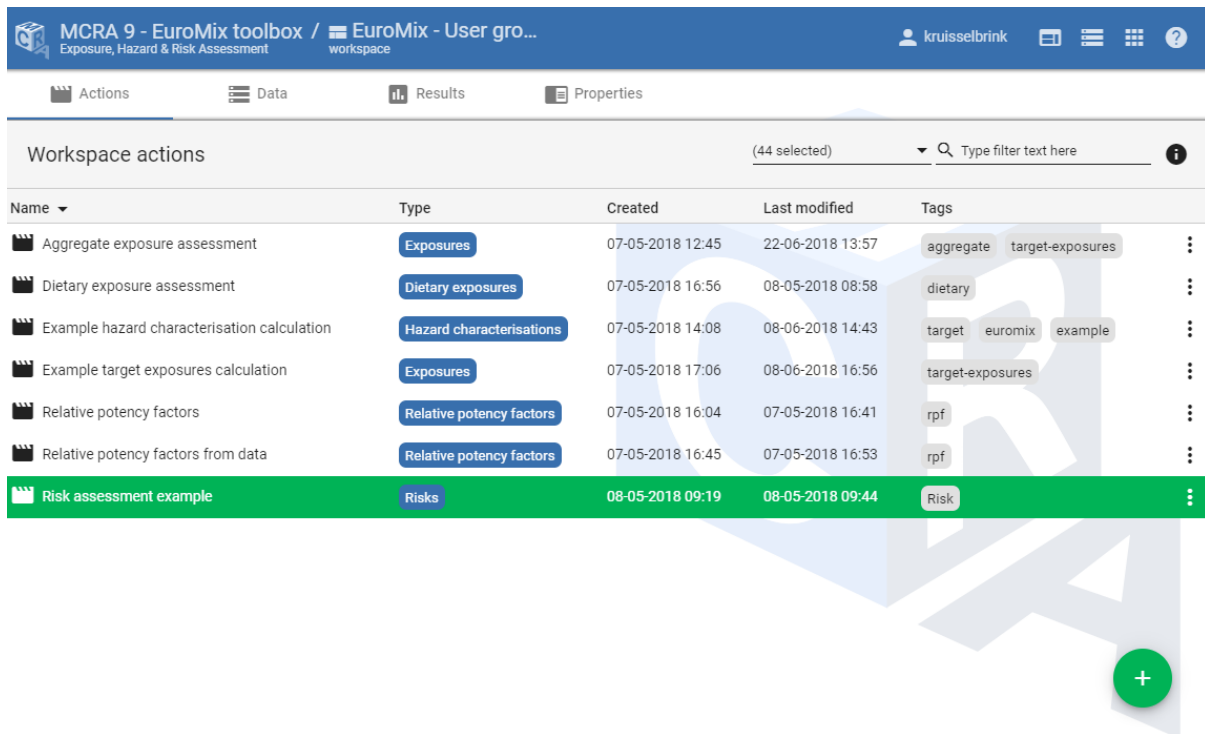 MCRA 9 - EuroMix toolbox / EuroMix - User gro...
Exposure, Hazard & Risk Assessment workspace
kruisselbrink
Actions Data Results Properties
Workspace actions
(44 selected) Type filter text here
Name Type Created Last modified Tags
Aggregate exposure assessment Exposures 07-05-2018 12:45 22-06-2018 13:57 aggregate target-exposures
Dietary exposure assessment Dietary exposures 07-05-2018 16:56 08-05-2018 08:58 dietary
Example hazard characterisation calculation Hazard characterisations 07-05-2018 14:08 08-06-2018 14:43 target euromix example
Example target exposures calculation Exposures 07-05-2018 17:06 08-06-2018 16:56 target-exposures
Relative potency factors Relative potency factors 07-05-2018 16:04 07-05-2018 16:41 rpf
Relative potency factors from data Relative potency factors 07-05-2018 16:45 07-05-2018 16:53 rpf
Risk assessment example Risks 08-05-2018 09:19 08-05-2018 09:44 Risk
CRA